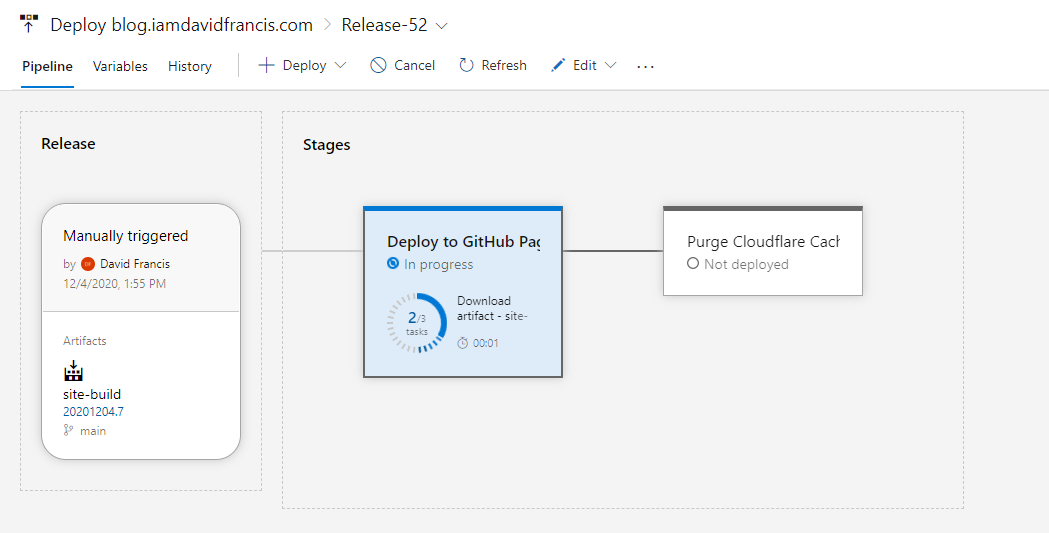 Deploy blog.iamdavidfrancis.com > Release-52
Pipeline Variables History Deploy Cancel Refresh Edit ...
Release
Stages
Manually triggered
by David Francis
12/4/2020, 1:55 PM
Artifacts
site-build
20201204.7
main
Deploy to GitHub Pag
In progress
2/3
tasks
Download
artifact - site-
00:01
Purge Cloudflare Cach
Not deployed